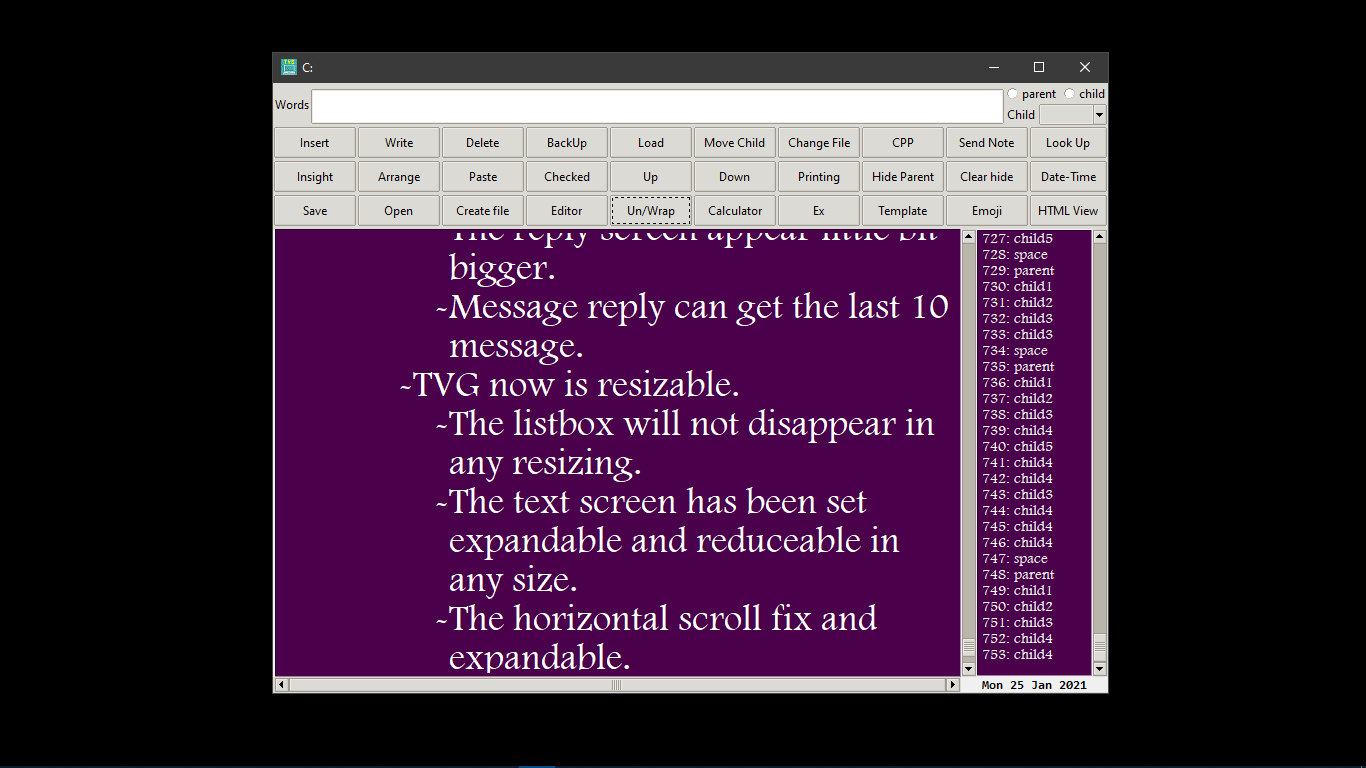 C:
Words
parent child
Child
Insert Write Delete BackUp Load Move Child Change File CPP Send Note Look Up
Insight Arrange Paste Checked Up Down Printing Hide Parent Clear hide Date-Time
Save Open Create file Editor Un/Wrap Calculator Ex Template Emoji HTML View
The reply screen appear little bit
bigger.
~Message reply can get the last 10
message.
~TVG now is resizable.
~The listbox will not disappear in
any resizing.
~The text screen has been set
expandable and reduceable in
any size.
~The horizontal scroll fix and
expandable.
727: child5
728: space
729: parent
730: child1
731: child2
732: child3
733: child3
734: space
735: parent
736: child1
737: child2
738: child3
739: child4
740: child5
741: child4
742: child4
743: child3
744: child4
745: child4
746: child4
747: space
748: parent
749: child1
750: child2
751: child3
752: child4
753: child4
Mon 25 Jan 2021